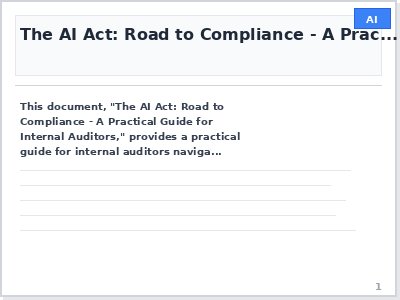 AI
The AI Act: Road to Compliance - A Prac...
This document, "The AI Act: Road to
Compliance - A Practical Guide for
Internal Auditors," provides a practical
guide for internal auditors naviga...
1